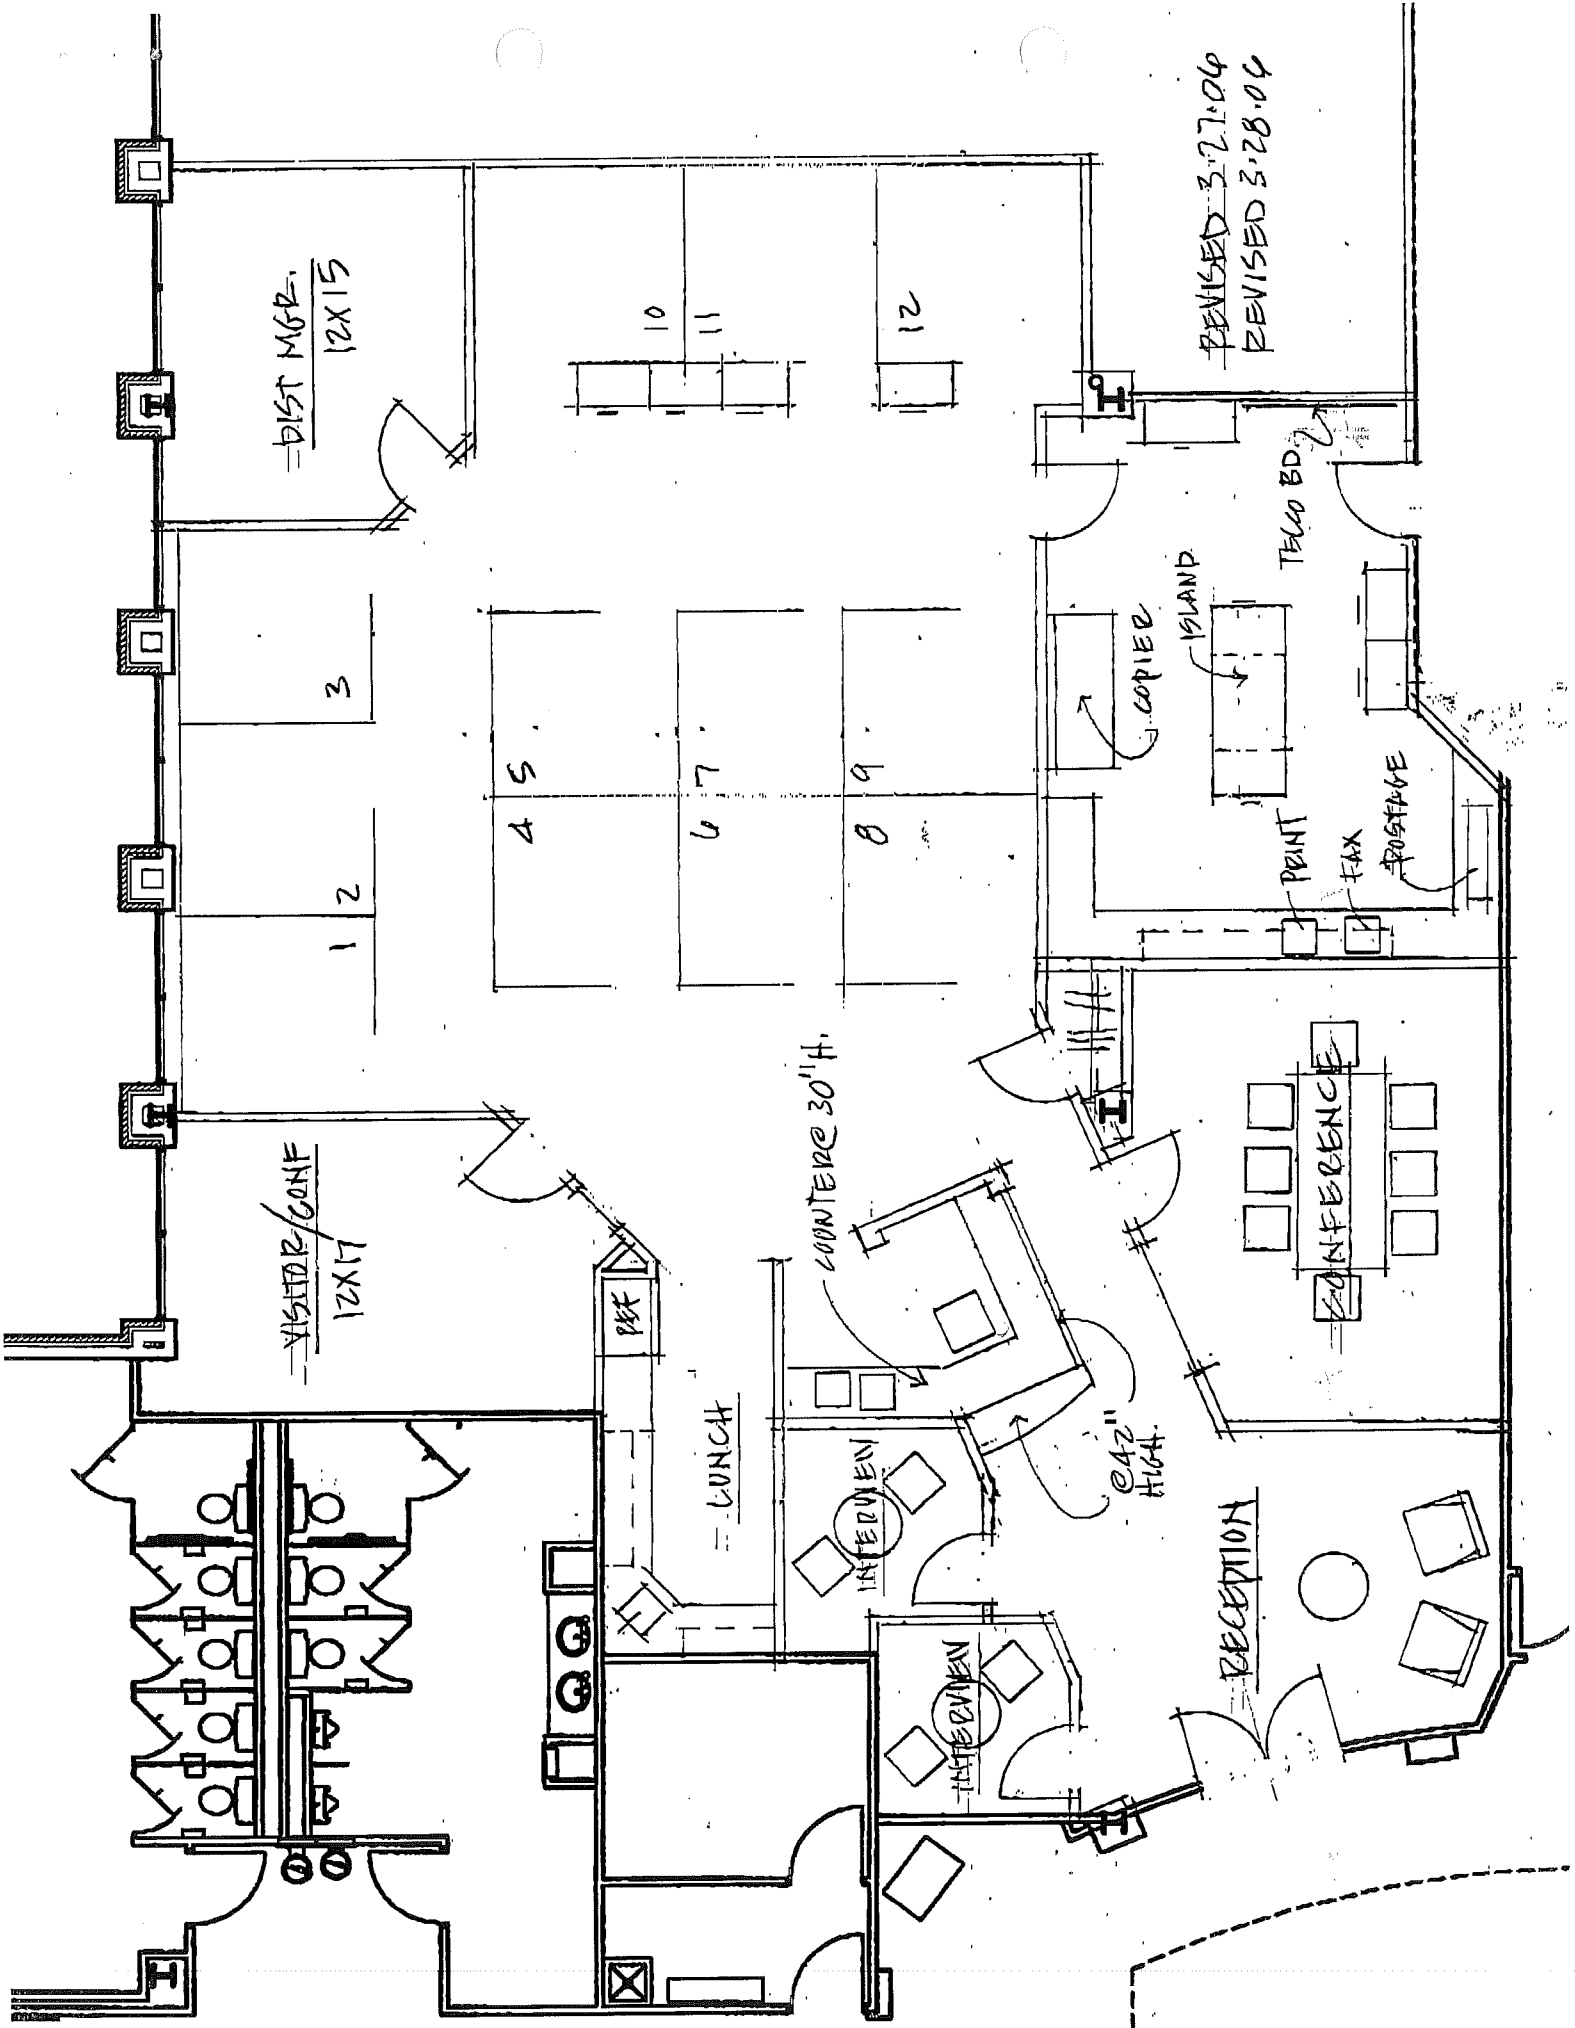 VISITOR/CONF
12X17
DIST MGR.
12X15
1
2
3
4
5
6
7
8
9
10
11
12
REF
LUNCH
COUNTER@ 30"H.
INTERVIEW
INTERVIEW
@42"
HIGH.
RECEPTION
CONFERENCE
COPIER
ISLAND
TELCO BD.
PRINT
FAX
POSTAGE
REVISED 3·27·06
REVISED 3·28·06